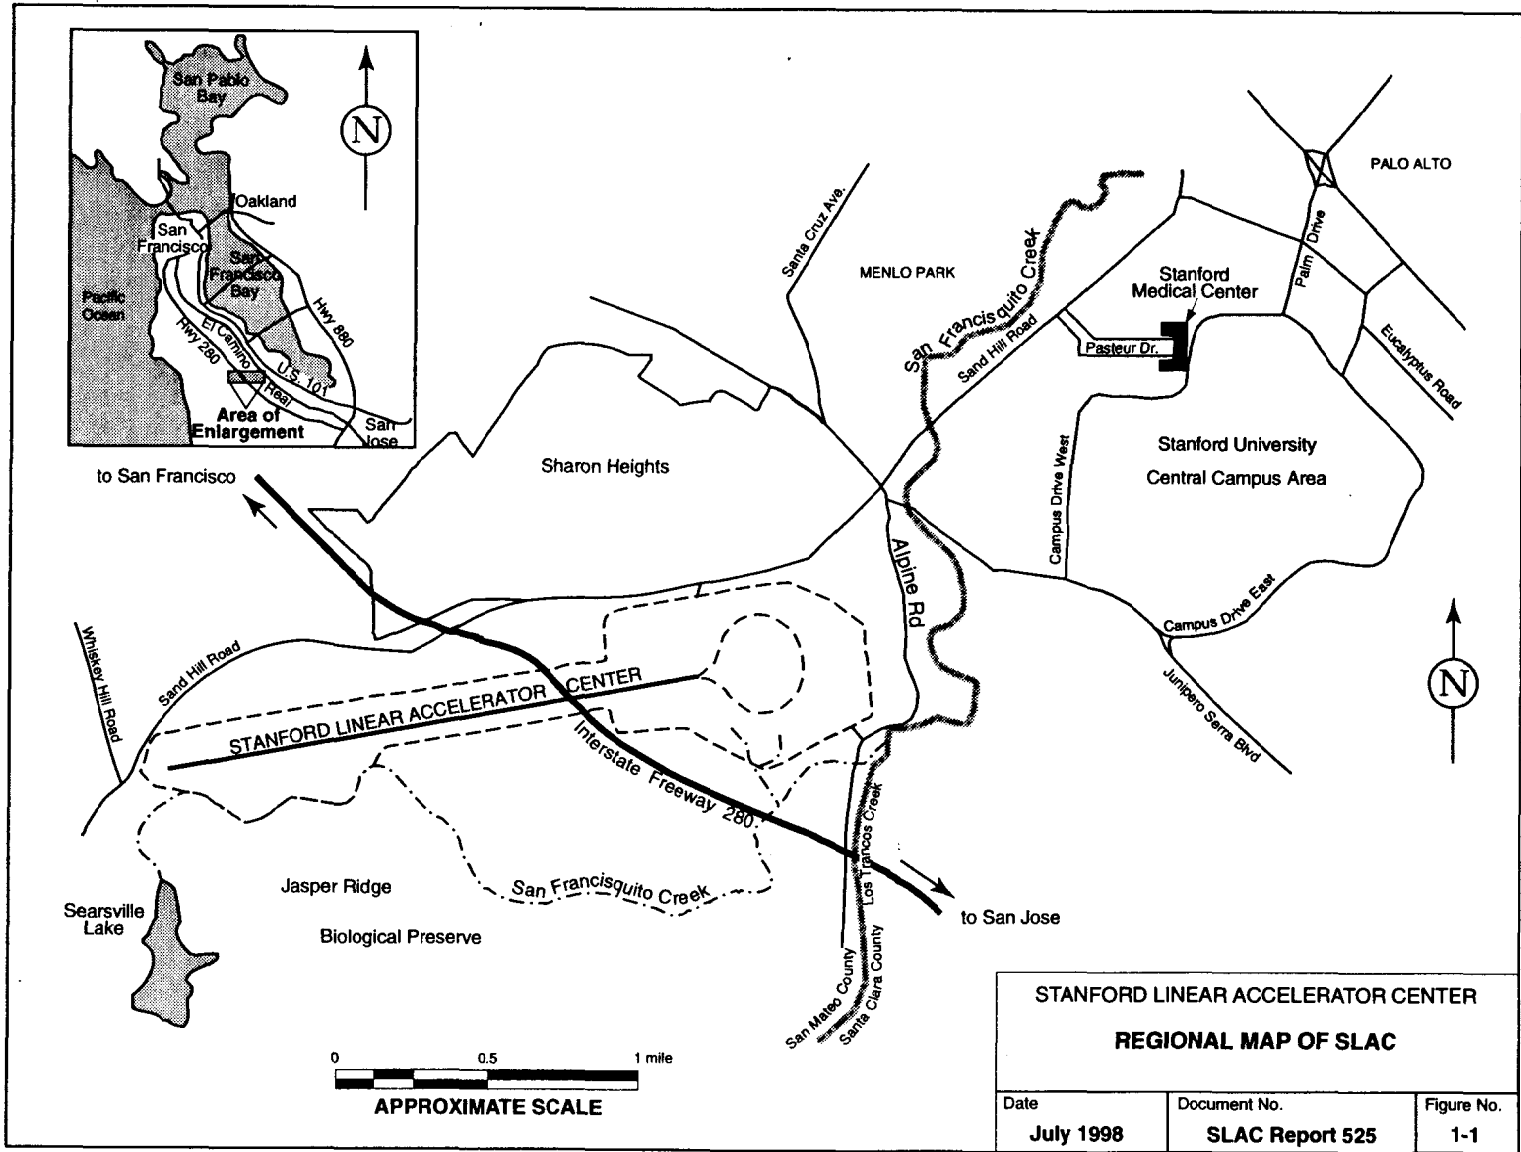 San Pablo
Bay
N
Oakland
San
Francisco
San
Francisco
Bay
Pacific
Ocean
Hwy 880
El Camino Real
Hwy 280
U.S. 101
Area of
Enlargement
San
Jose
PALO ALTO
Santa Cruz Ave.
MENLO PARK
San Francisquito Creek
Palm Drive
Stanford
Medical Center
Sand Hill Road
Pasteur Dr.
Eucalyptus Road
Stanford University
Central Campus Area
Campus Drive West
Sharon Heights
to San Francisco
Alpine Rd
Campus Drive East
Whiskey Hill Road
Sand Hill Road
N
STANFORD LINEAR ACCELERATOR CENTER
Junipero Serra Blvd
Interstate Freeway 280
Los Trancos Creek
Jasper Ridge
San Francisquito Creek
Searsville
Lake
to San Jose
Biological Preserve
San Mateo County
Santa Clara County
0 0.5 1 mile
APPROXIMATE SCALE
STANFORD LINEAR ACCELERATOR CENTER
REGIONAL MAP OF SLAC
Date Document No. Figure No.
July 1998 SLAC Report 525 1-1